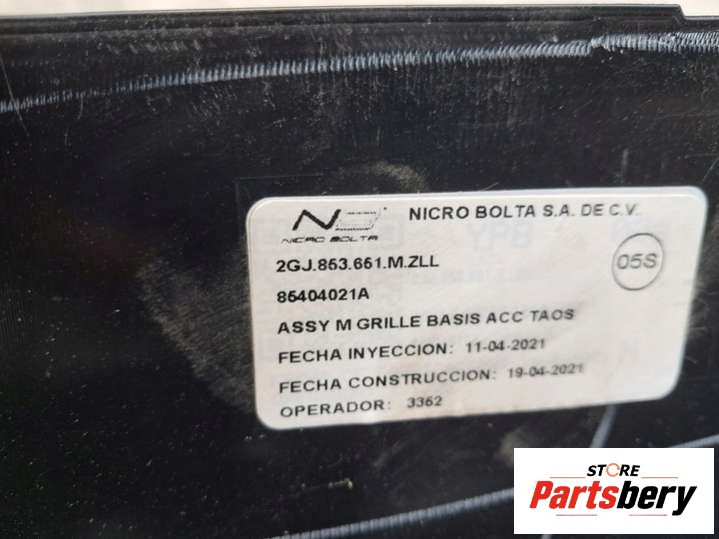 NICRO BOLTA
NICRO BOLTA S.A. DE C.V.
2GJ.853.651.M.ZLL
05S
85404021A
ASSY M GRILLE BASIS ACC TAOS
FECHA INYECCION: 11-04-2021
FECHA CONSTRUCCION: 19-04-2021
OPERADOR: 3362
STORE
Partsbery